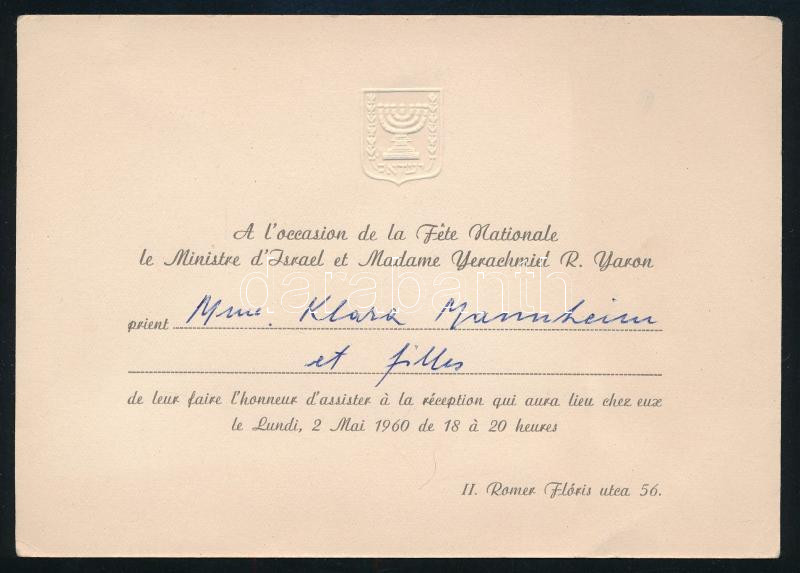 ישראל
A l'occasion de la Fête Nationale
le Ministre d'Israel et Madame Yerachmiel R. Yaron
darabanth
prient Mme. Klara Mannheim
et filles
de leur faire l'honneur d'assister à la réception qui aura lieu chez eux
le Lundi, 2 Mai 1960 de 18 à 20 heures
II. Romer Flóris utca 56.